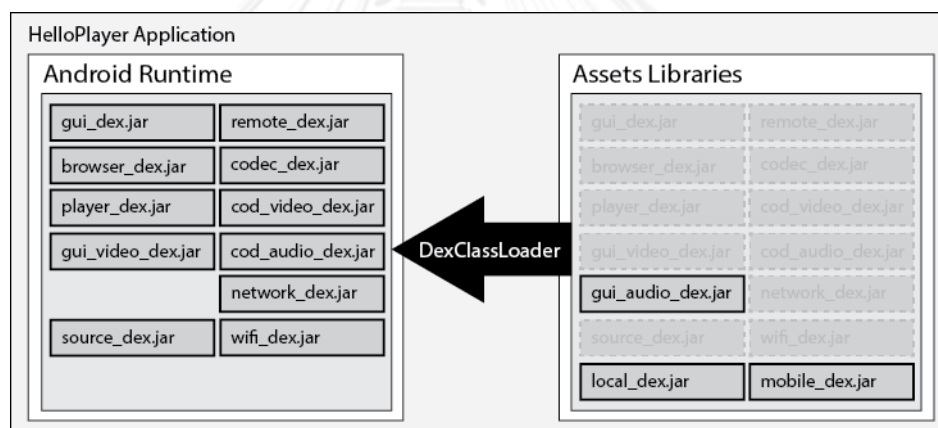 HelloPlayer Application
Android Runtime
gui_dex.jar remote_dex.jar
browser_dex.jar codec_dex.jar
player_dex.jar cod_video_dex.jar
gui_video_dex.jar cod_audio_dex.jar
network_dex.jar
source_dex.jar wifi_dex.jar
DexClassLoader
Assets Libraries
gui_dex.jar remote_dex.jar
browser_dex.jar codec_dex.jar
player_dex.jar cod_video_dex.jar
gui_video_dex.jar cod_audio_dex.jar
gui_audio_dex.jar network_dex.jar
source_dex.jar wifi_dex.jar
local_dex.jar mobile_dex.jar